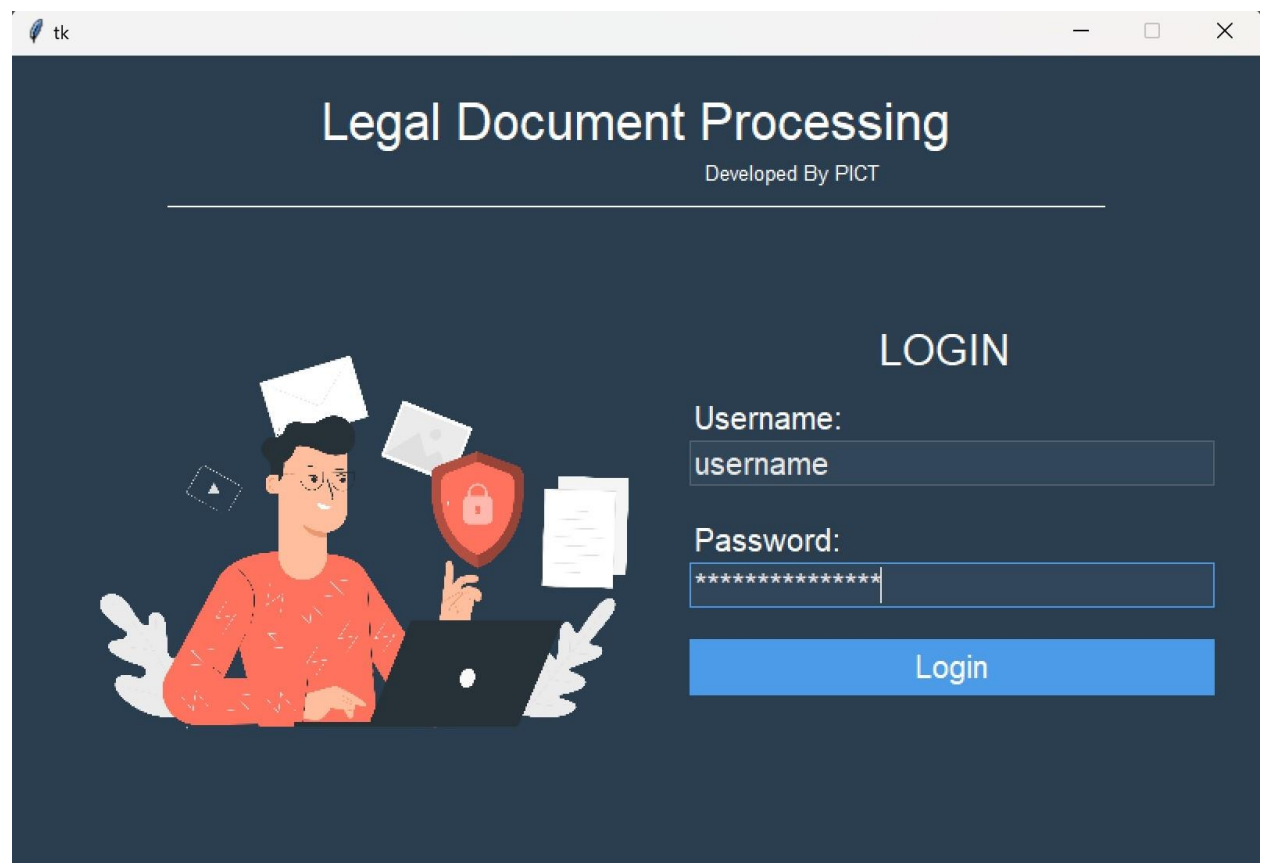 tk
Legal Document Processing
Developed By PICT
LOGIN
Username:
username
Password:
***************
Login